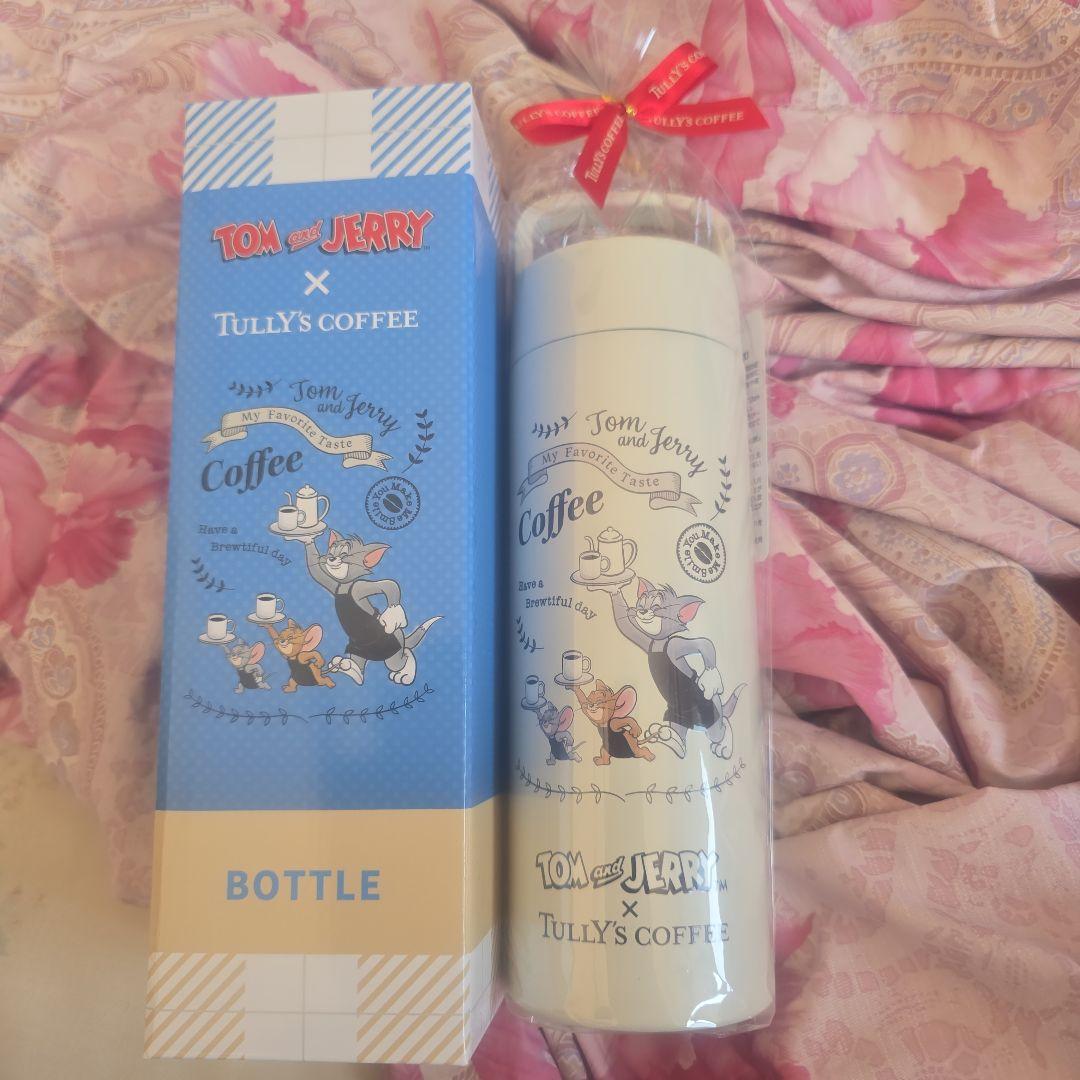 TOM and JERRY™
×
TULLY'S COFFEE
Tom
and Jerry
My Favorite Taste
Coffee
You Make Me Smile
Have a
Brewtiful day
BOTTLE
TULLY'S COFFEE
TULLY'S COFFEE
TULLY'S COFFEE
Tom
and Jerry
My Favorite Taste
Coffee
You Make Me Smile
Have a
Brewtiful day
TOM and JERRY™
×
TULLY'S COFFEE